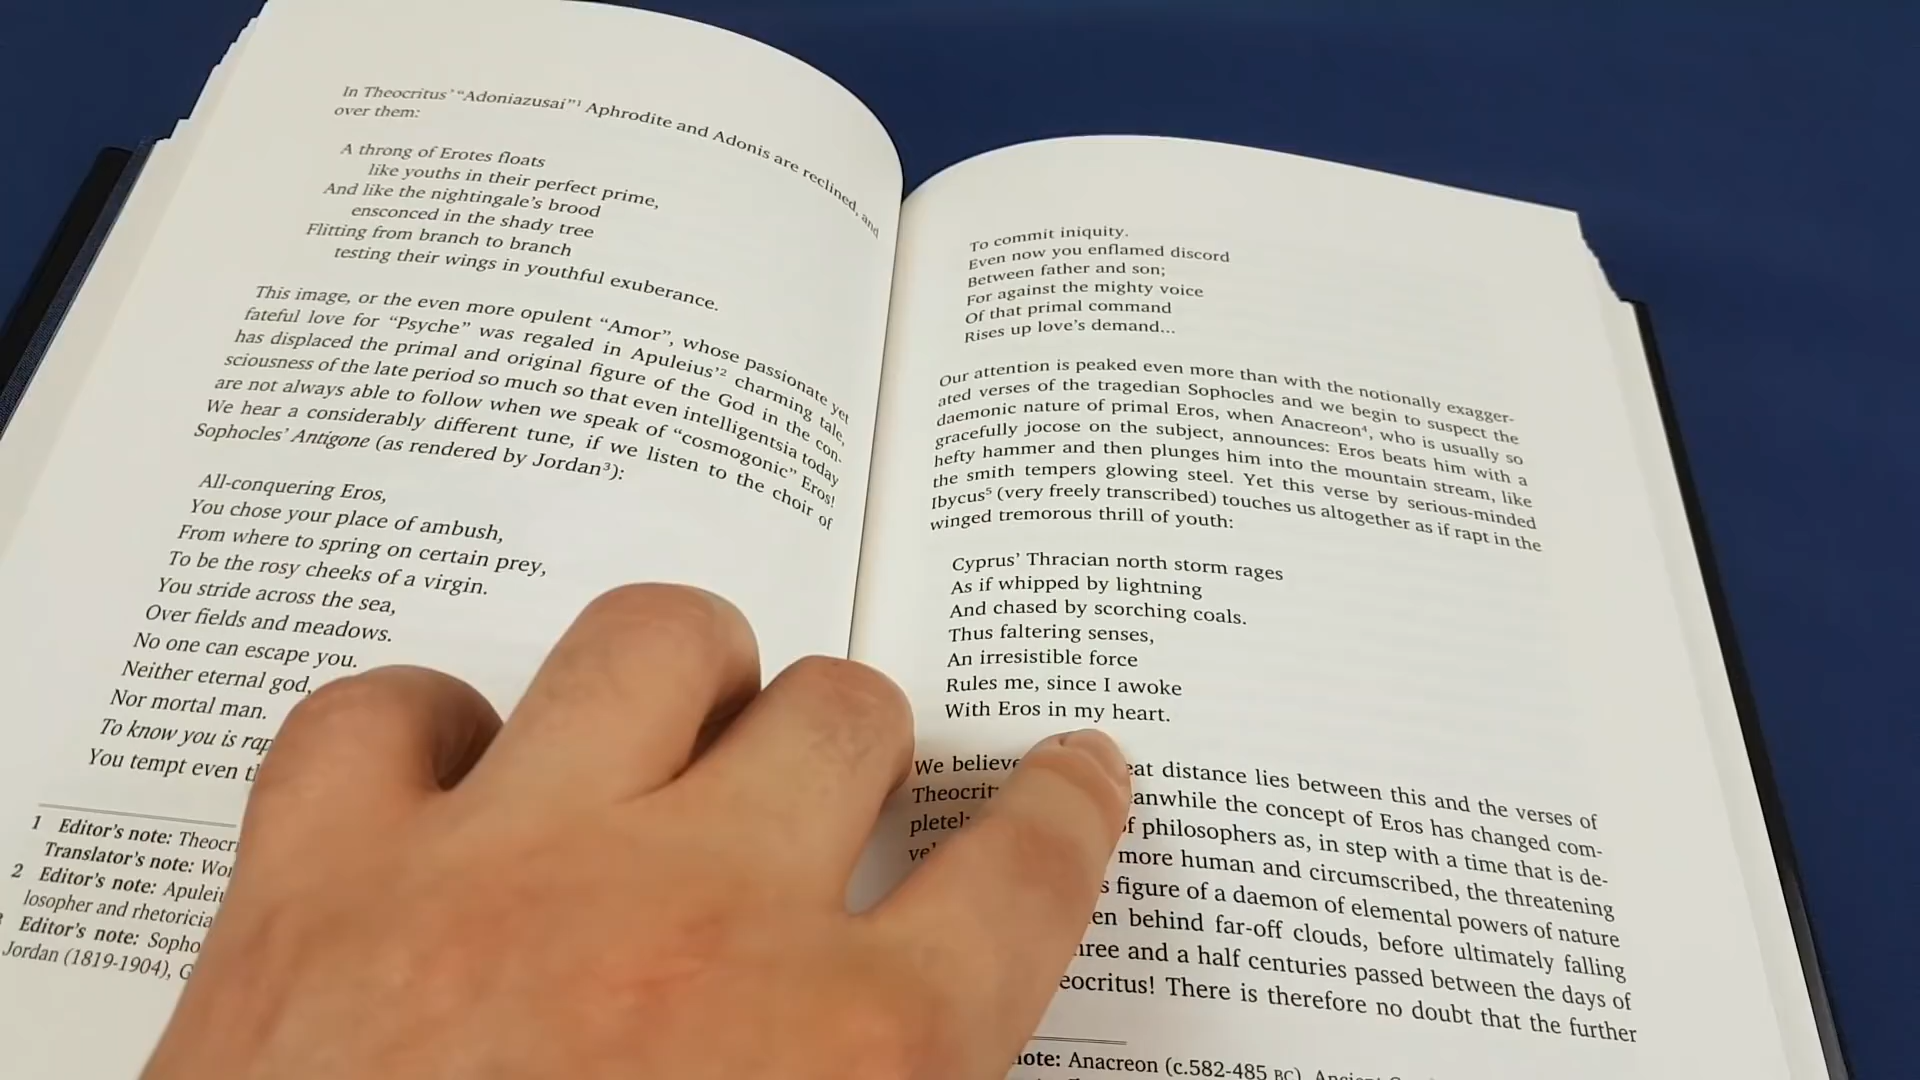 In Theocritus' “Adoniazusai”¹ Aphrodite and Adonis are reclined, and
over them:
A throng of Erotes floats
like youths in their perfect prime,
And like the nightingale's brood
ensconced in the shady tree
Flitting from branch to branch
testing their wings in youthful exuberance.
This image, or the even more opulent “Amor”, whose passionate yet
fateful love for “Psyche” was regaled in Apuleius'² charming tale,
has displaced the primal and original figure of the God in the con-
sciousness of the late period so much so that even intelligentsia today
are not always able to follow when we speak of “cosmogonic” Eros!
We hear a considerably different tune, if we listen to the choir of
Sophocles' Antigone (as rendered by Jordan³):
All-conquering Eros,
You chose your place of ambush,
From where to spring on certain prey,
To be the rosy cheeks of a virgin.
You stride across the sea,
Over fields and meadows.
No one can escape you.
Neither eternal god,
Nor mortal man.
To know you is
You tempt even
1 Editor's note:
Translator's note:
2 Editor's note:
losopher and
Editor's note:
Jordan (1819-1904),
To commit iniquity.
Even now you enflamed discord
Between father and son;
For against the mighty voice
Of that primal command
Rises up love's demand...
Our attention is peaked even more than with the notionally exagger-
ated verses of the tragedian Sophocles and we begin to suspect the
daemonic nature of primal Eros, when Anacreon⁴, who is usually so
gracefully jocose on the subject, announces: Eros beats him with a
hefty hammer and then plunges him into the mountain stream, like
the smith tempers glowing steel. Yet this verse by serious-minded
Ibycus⁵ (very freely transcribed) touches us altogether as if rapt in the
winged tremorous thrill of youth:
Cyprus' Thracian north storm rages
As if whipped by lightning
And chased by scorching coals.
Thus faltering senses,
An irresistible force
Rules me, since I awoke
With Eros in my heart.
We distance lies between this and the verses of
the concept of Eros has changed com-
philosophers as, in step with a time that is de-
more human and circumscribed, the threatening
figure of a daemon of elemental powers of nature
behind far-off clouds, before ultimately falling
and a half centuries passed between the days of
There is therefore no doubt that the further
Anacreon (c.582-485 BC),